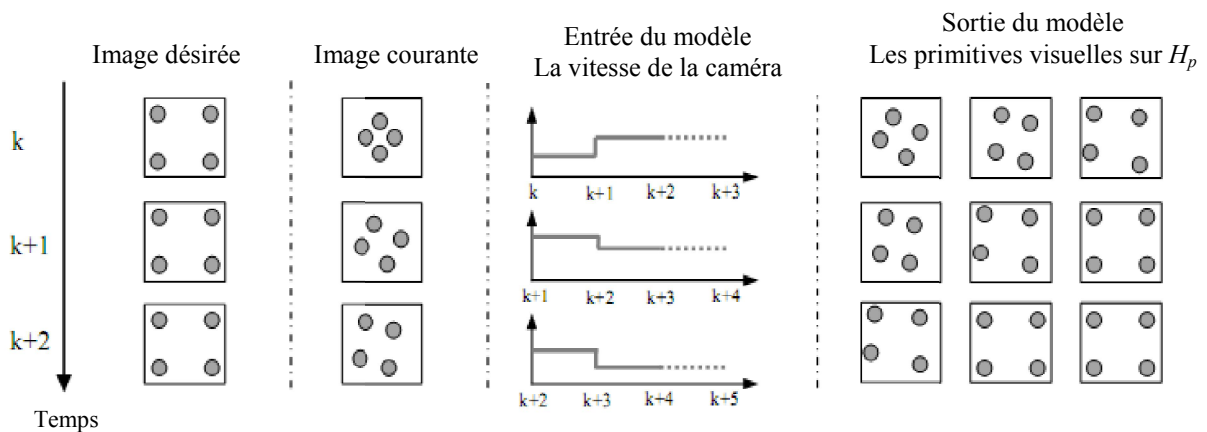 Image désirée
Image courante
Entrée du modèle
La vitesse de la caméra
Sortie du modèle
Les primitives visuelles sur Hp
k
k k+1 k+2 k+3
k+1
k+1 k+2 k+3 k+4
k+2
k+2 k+3 k+4 k+5
Temps